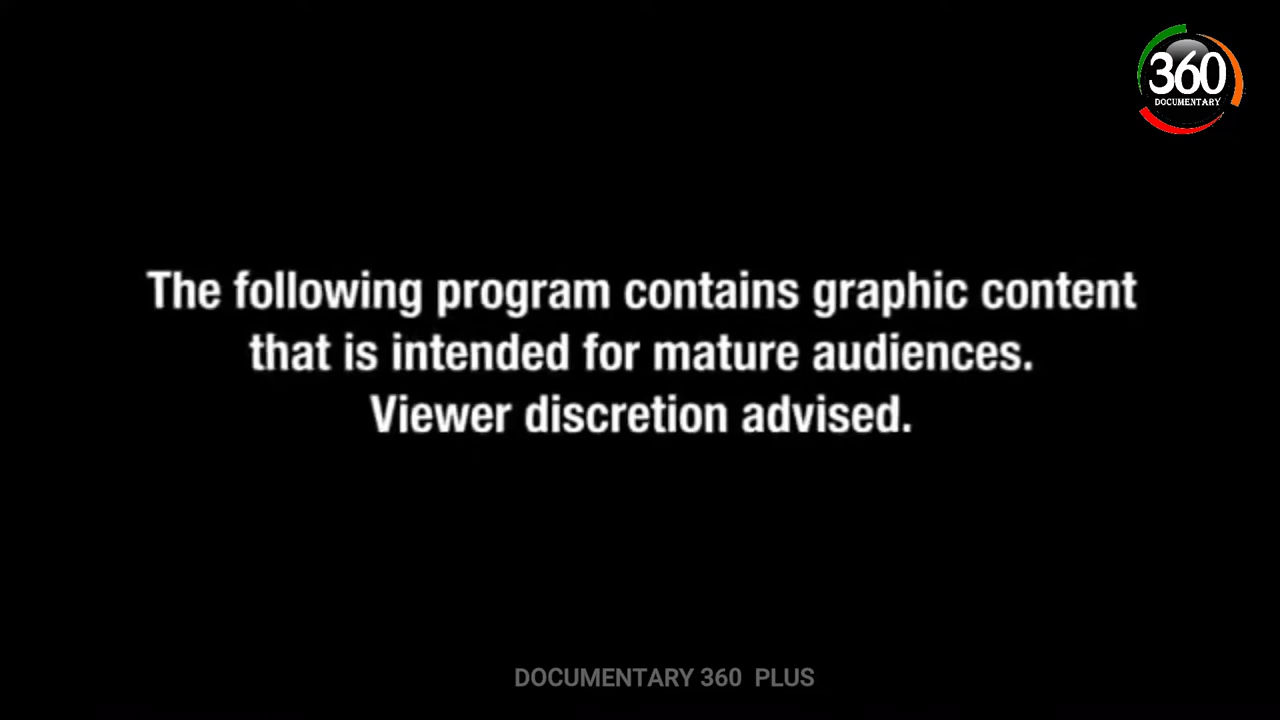 360
DOCUMENTARY
The following program contains graphic content
that is intended for mature audiences.
Viewer discretion advised.
DOCUMENTARY 360 PLUS